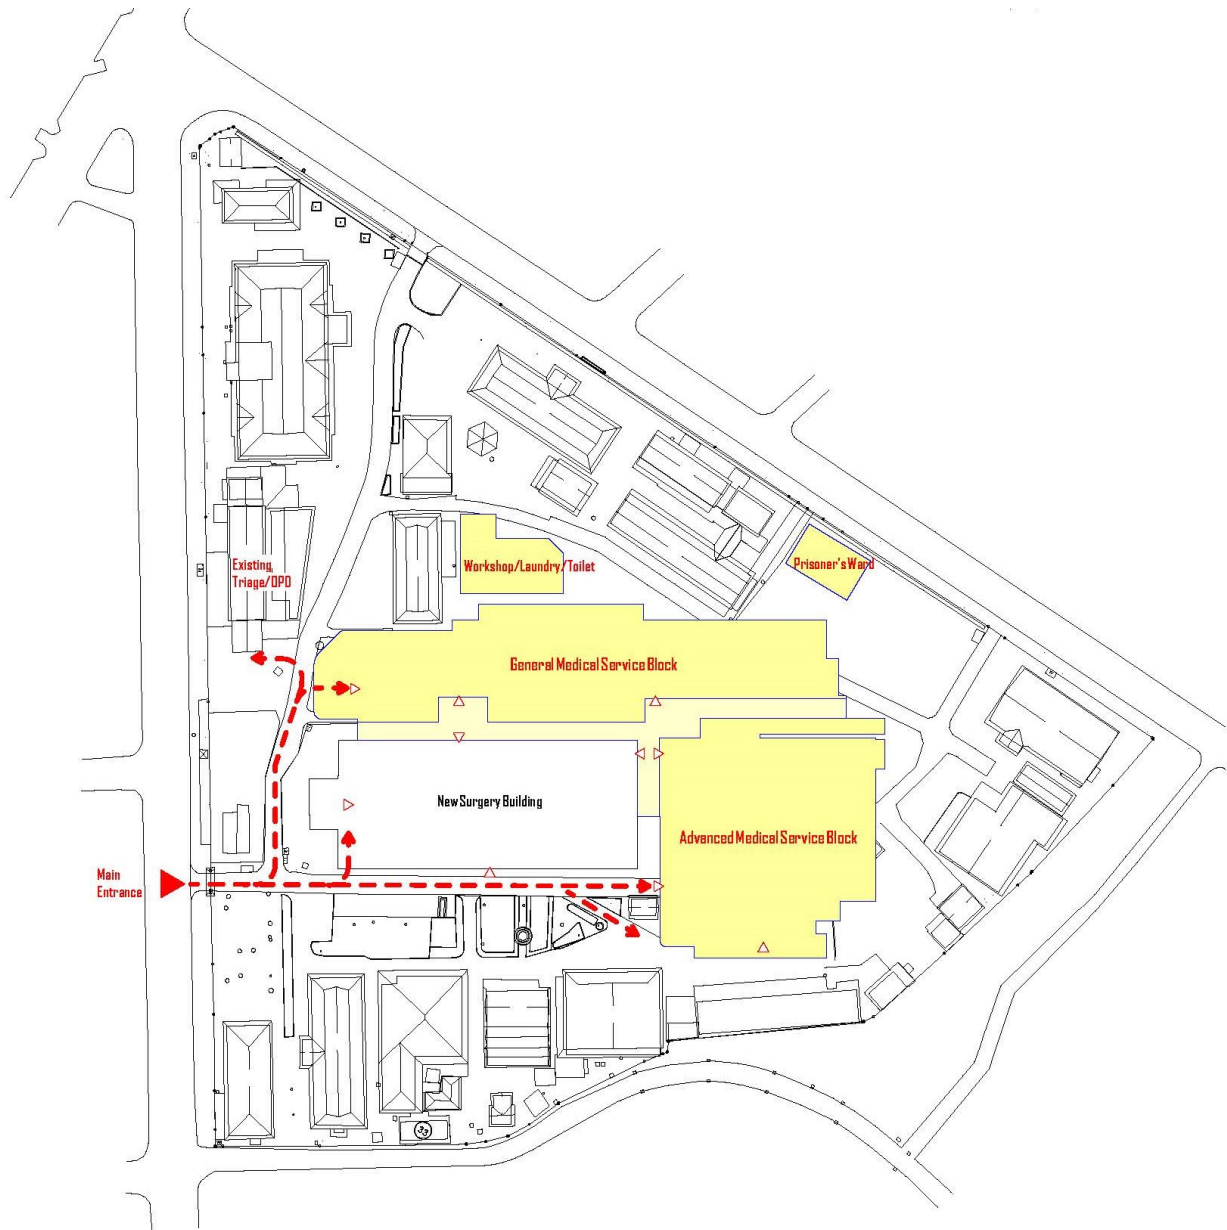 Existing
Triage/OPD
Workshop/Laundry/Toilet
Prisoner's Ward
General Medical Service Block
New Surgery Building
Advanced Medical Service Block
Main
Entrance
33